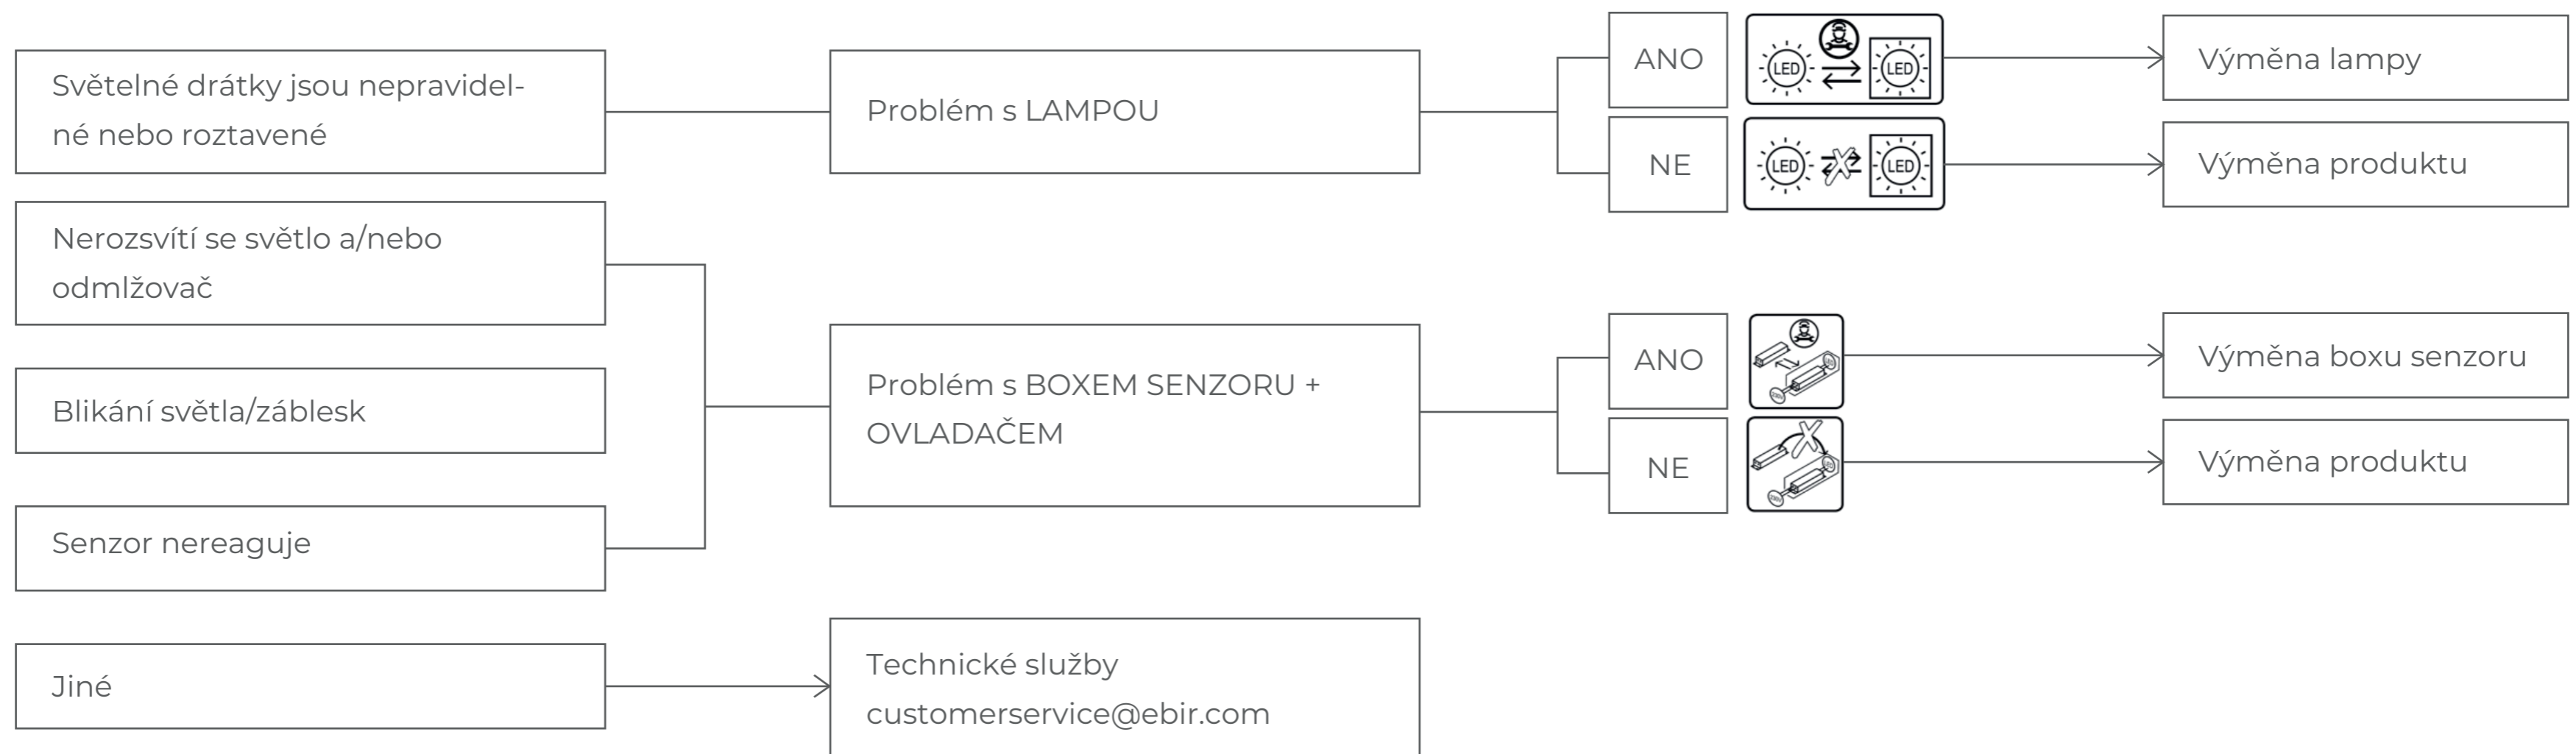 Světelné drátky jsou nepravidel-
né nebo roztavené
Problém s LAMPOU
ANO
LED
LED
Výměna lampy
NE
LED
LED
Výměna produktu
Nerozsvítí se světlo a/nebo
odmlžovač
Blikání světla/záblesk
Senzor nereaguje
Problém s BOXEM SENZORU +
OVLADAČEM
ANO
Výměna boxu senzoru
NE
Výměna produktu
Jiné
Technické služby
customerservice@ebir.com